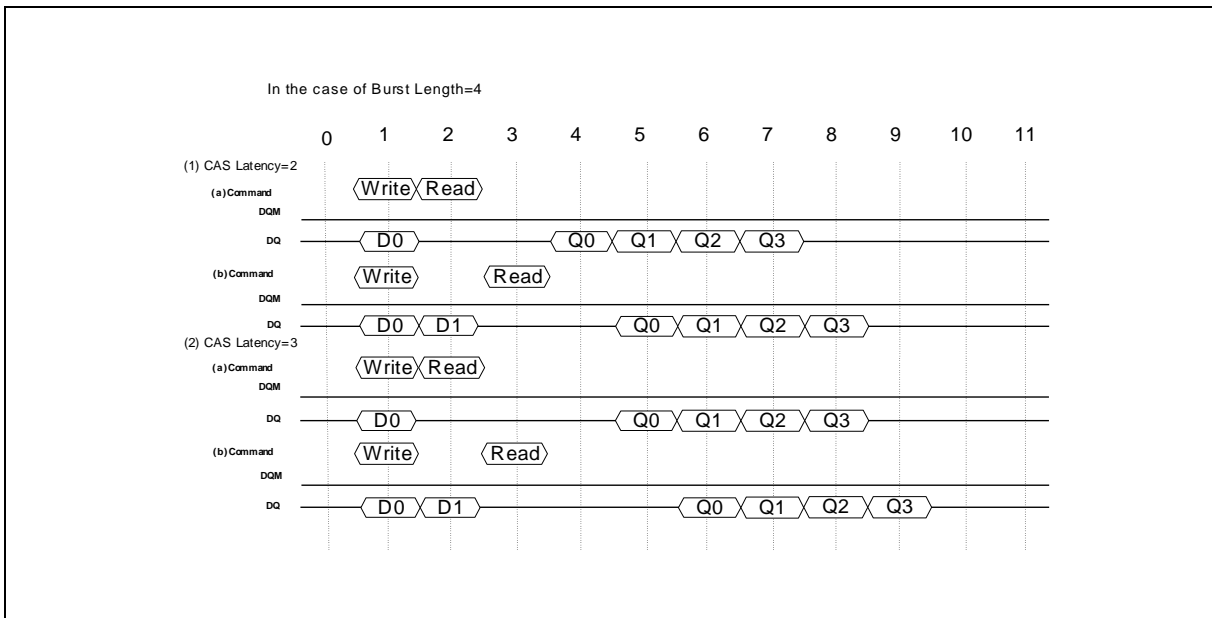 In the case of Burst Length=4
0 1 2 3 4 5 6 7 8 9 10 11
(1) CAS Latency=2
(a)Command Write Read
DQM
DQ D0 Q0 Q1 Q2 Q3
(b)Command Write Read
DQM
DQ D0 D1 Q0 Q1 Q2 Q3
(2) CAS Latency=3
(a)Command Write Read
DQM
DQ D0 Q0 Q1 Q2 Q3
(b)Command Write Read
DQM
DQ D0 D1 Q0 Q1 Q2 Q3